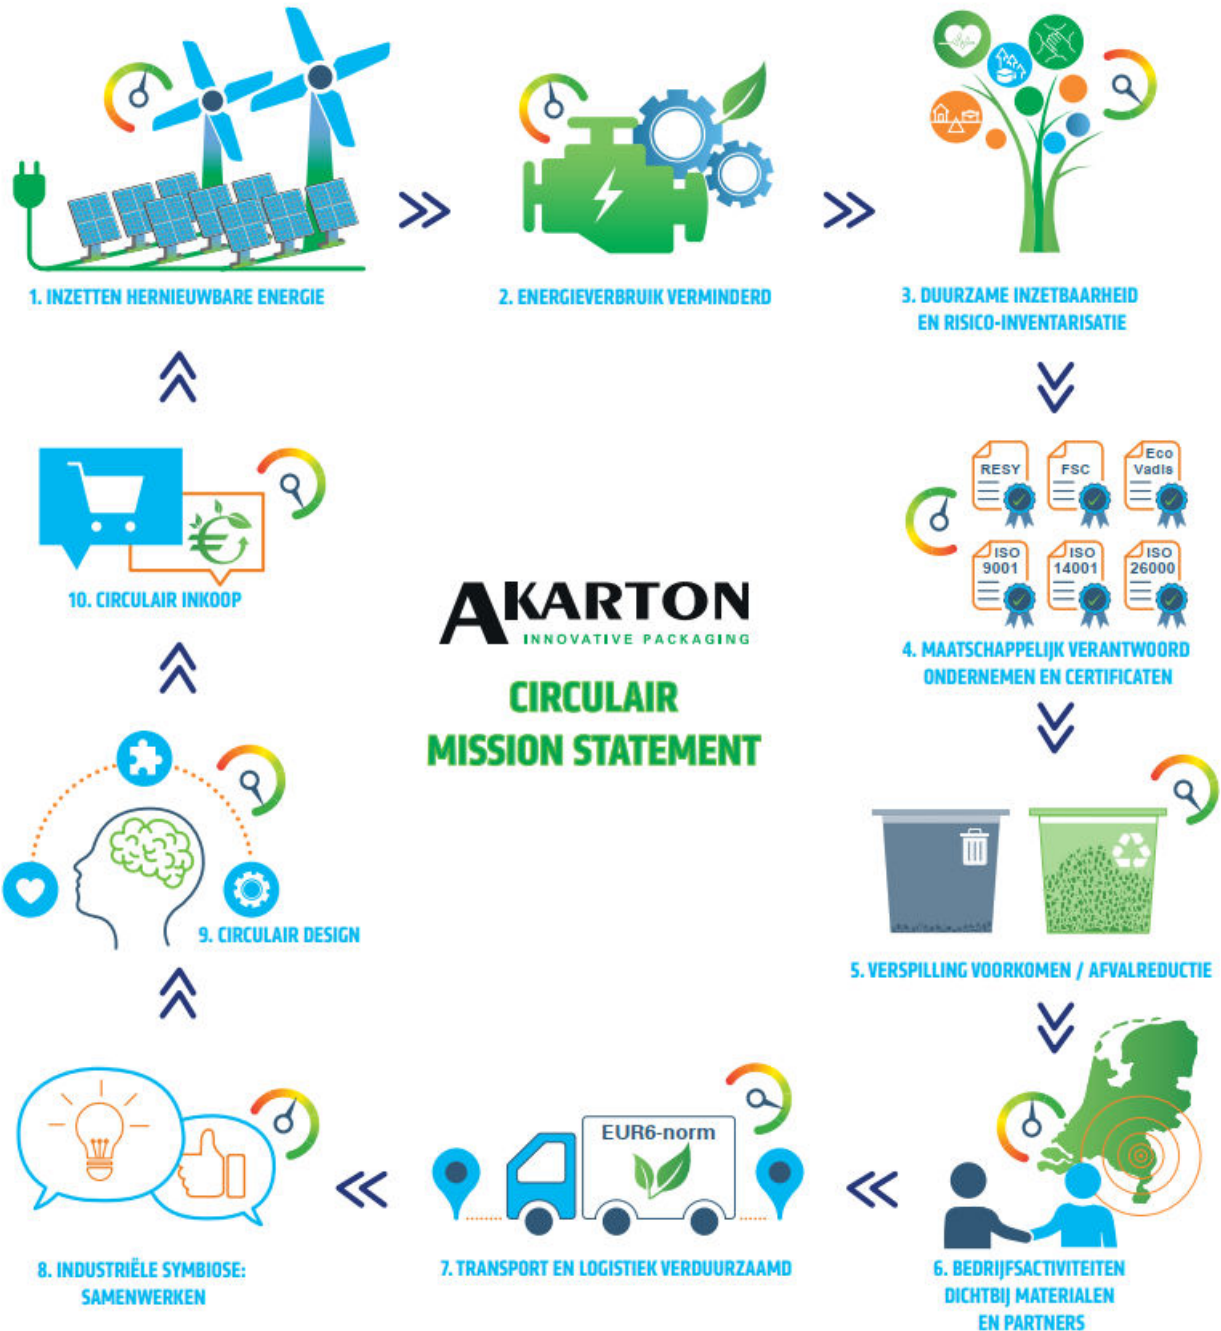 1. INZETTEN HERNIEUWBARE ENERGIE
2. ENERGIEVERBRUIK VERMINDERD
3. DUURZAME INZETBAARHEID
EN RISICO-INVENTARISATIE
RESY
FSC
Eco
Vadis
ISO
9001
ISO
14001
ISO
26000
4. MAATSCHAPPELIJK VERANTWOORD
ONDERNEMEN EN CERTIFICATEN
5. VERSPILLING VOORKOMEN / AFVALREDUCTIE
6. BEDRIJFSACTIVITEITEN
DICHTBIJ MATERIALEN
EN PARTNERS
EUR6-norm
7. TRANSPORT EN LOGISTIEK VERDUURZAAMD
8. INDUSTRIËLE SYMBIOSE:
SAMENWERKEN
9. CIRCULAIR DESIGN
10. CIRCULAIR INKOOP
AKARTON
INNOVATIVE PACKAGING
CIRCULAIR
MISSION STATEMENT